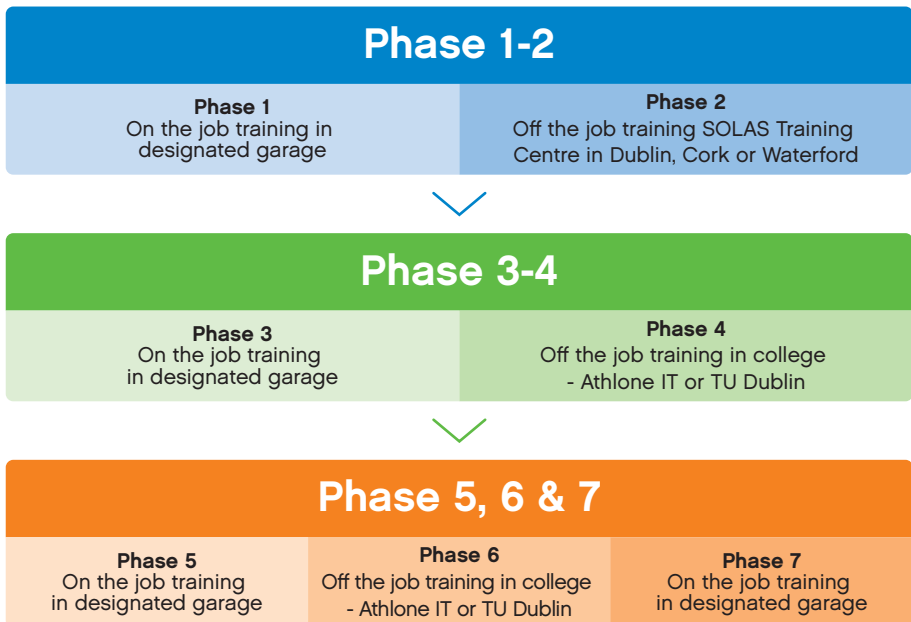 Phase 1-2
Phase 1
On the job training in
designated garage
Phase 2
Off the job training SOLAS Training
Centre in Dublin, Cork or Waterford
Phase 3-4
Phase 3
On the job training
in designated garage
Phase 4
Off the job training in college
- Athlone IT or TU Dublin
Phase 5, 6 & 7
Phase 5
On the job training
in designated garage
Phase 6
Off the job training in college
- Athlone IT or TU Dublin
Phase 7
On the job training
in designated garage